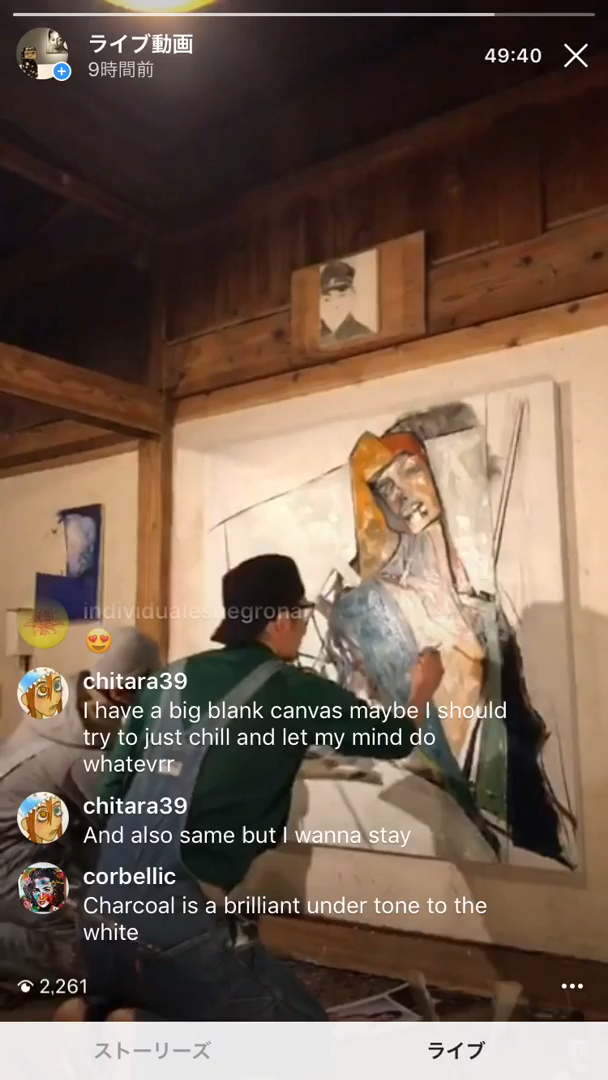 ライブ動画
9時間前
49:40
individualesnegrona
chitara39
I have a big blank canvas maybe I should
try to just chill and let my mind do
whatevrr
chitara39
And also same but I wanna stay
corbellic
Charcoal is a brilliant under tone to the
white
2,261
ストーリーズ
ライブ